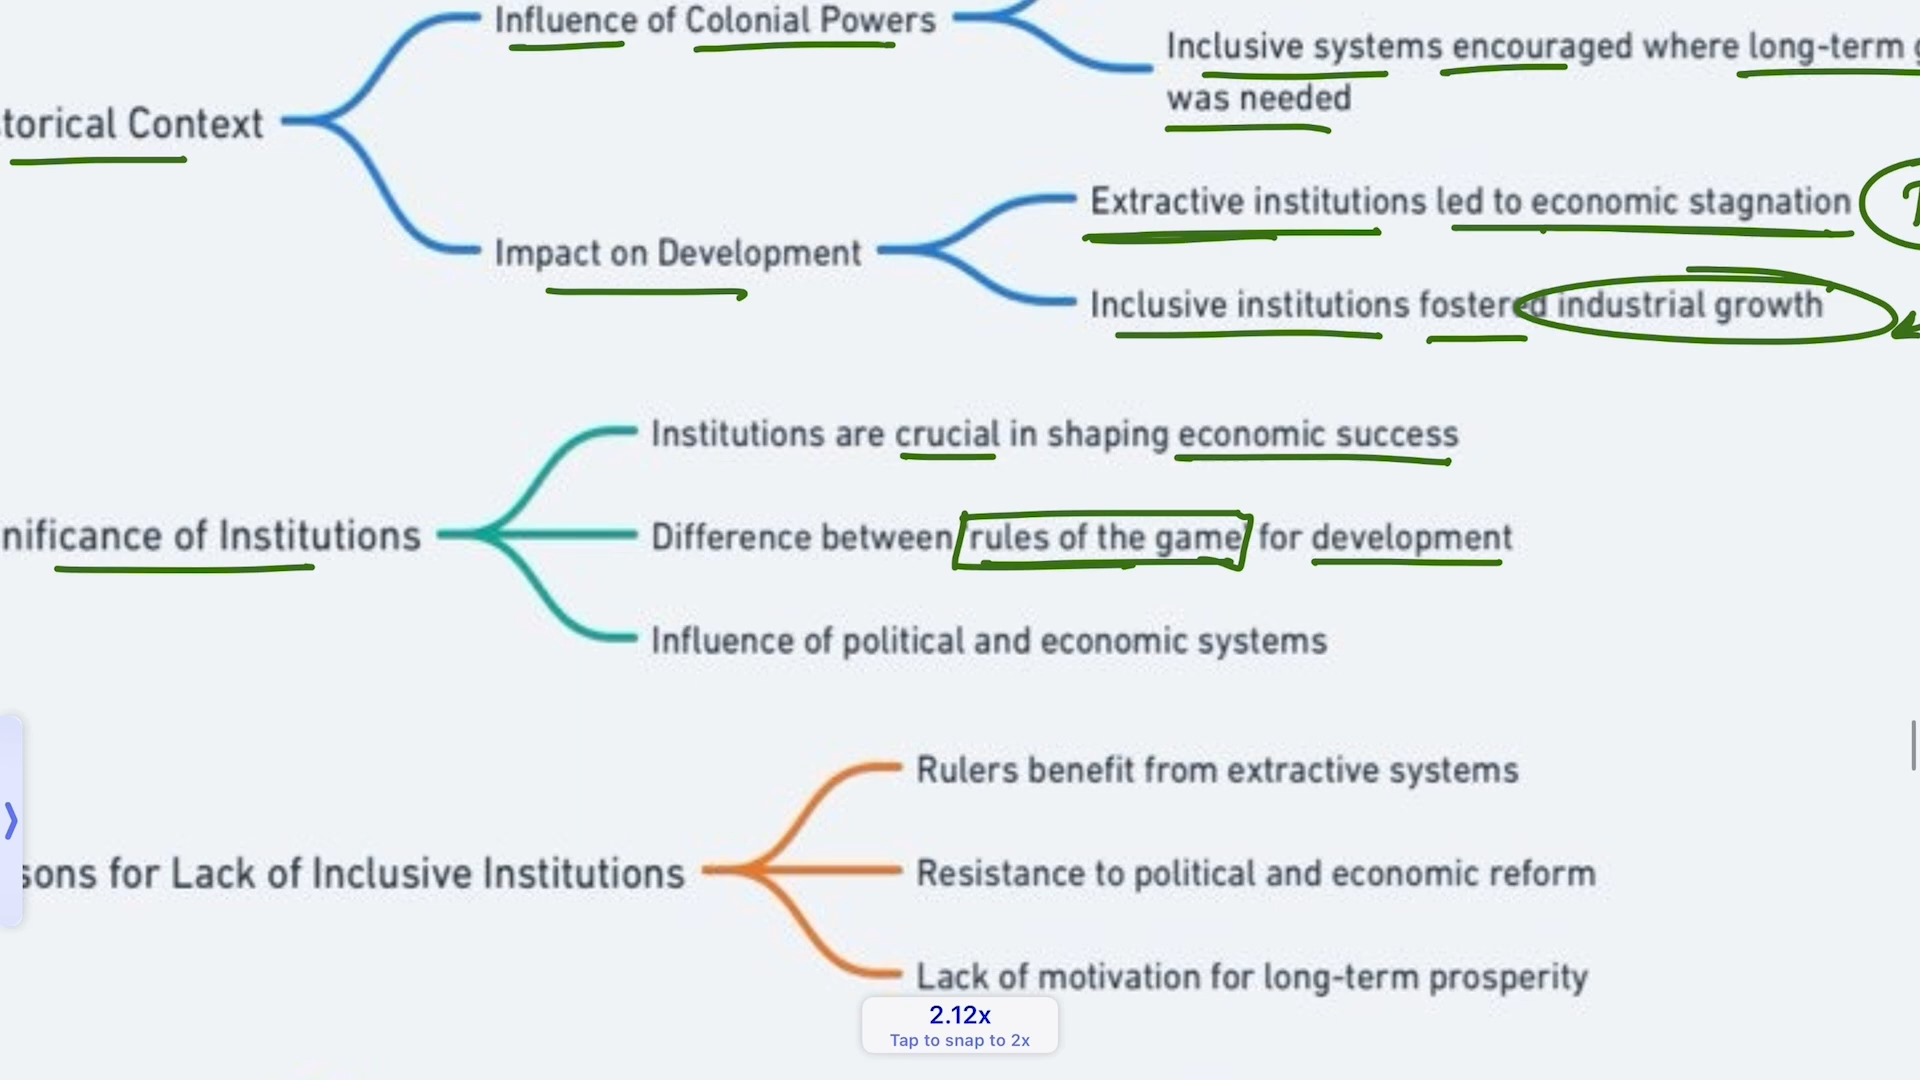 Influence of Colonial Powers
Inclusive systems encouraged where long-term
was needed
torical Context
Extractive institutions led to economic stagnation
Impact on Development
Inclusive institutions fostered industrial growth
Institutions are crucial in shaping economic success
nificance of Institutions
Difference between 'rules of the game' for development
Influence of political and economic systems
Rulers benefit from extractive systems
sons for Lack of Inclusive Institutions
Resistance to political and economic reform
Lack of motivation for long-term prosperity
2.12x
Tap to snap to 2x